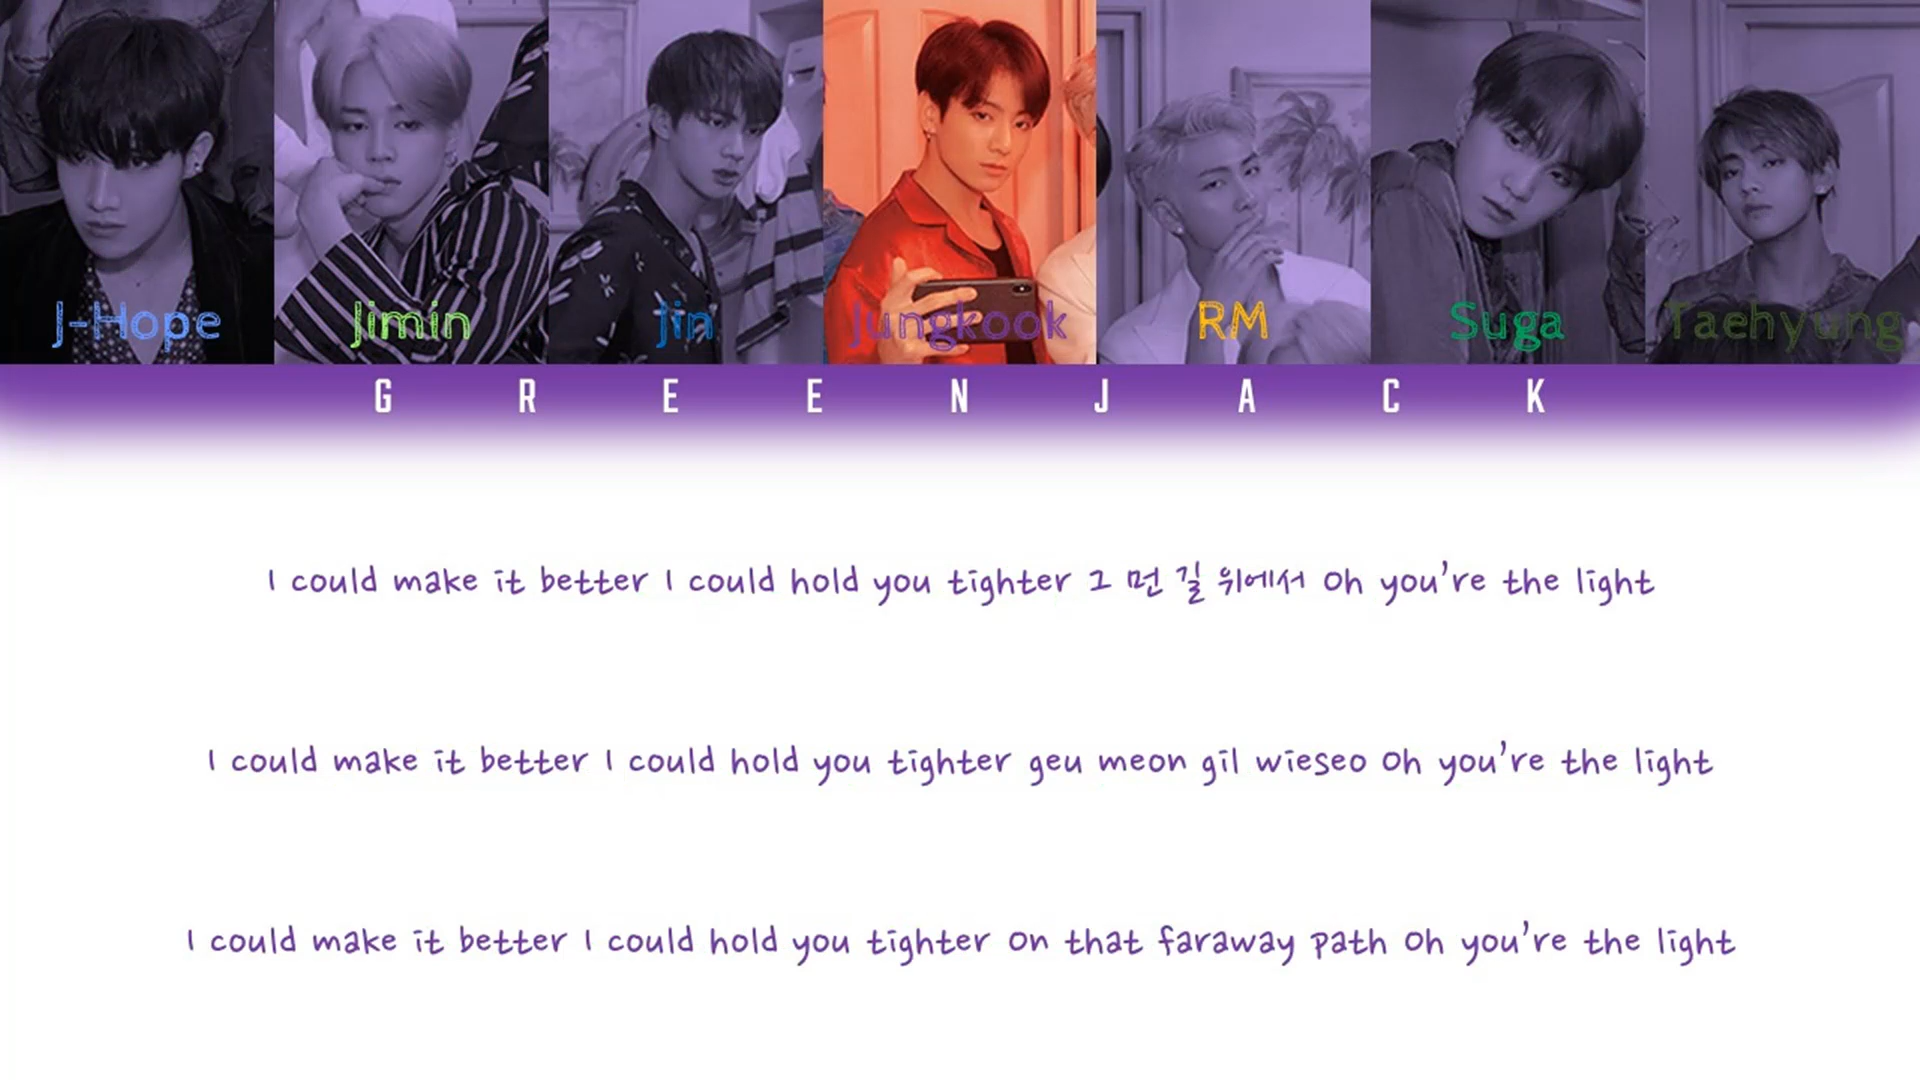 J-Hope Jimin Jin Jungkook RM Suga Taehyung
G R E E N J A C K
I could make it better I could hold you tighter 그 먼 길 위에서 Oh you're the light
I could make it better I could hold you tighter geu meon gil wieseo Oh you're the light
I could make it better I could hold you tighter On that faraway path Oh you're the light